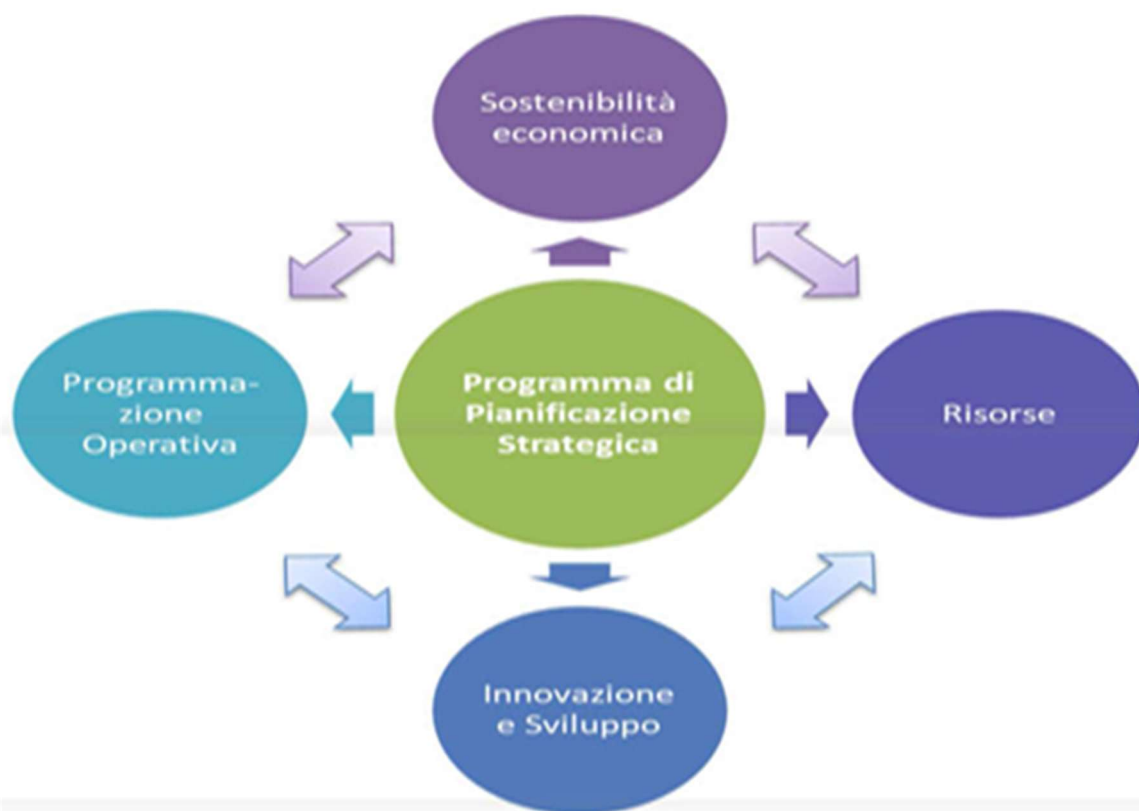 Sostenibilità
economica
Programma-
zione
Operativa
Programma di
Pianificazione
Strategica
Risorse
Innovazione
e Sviluppo